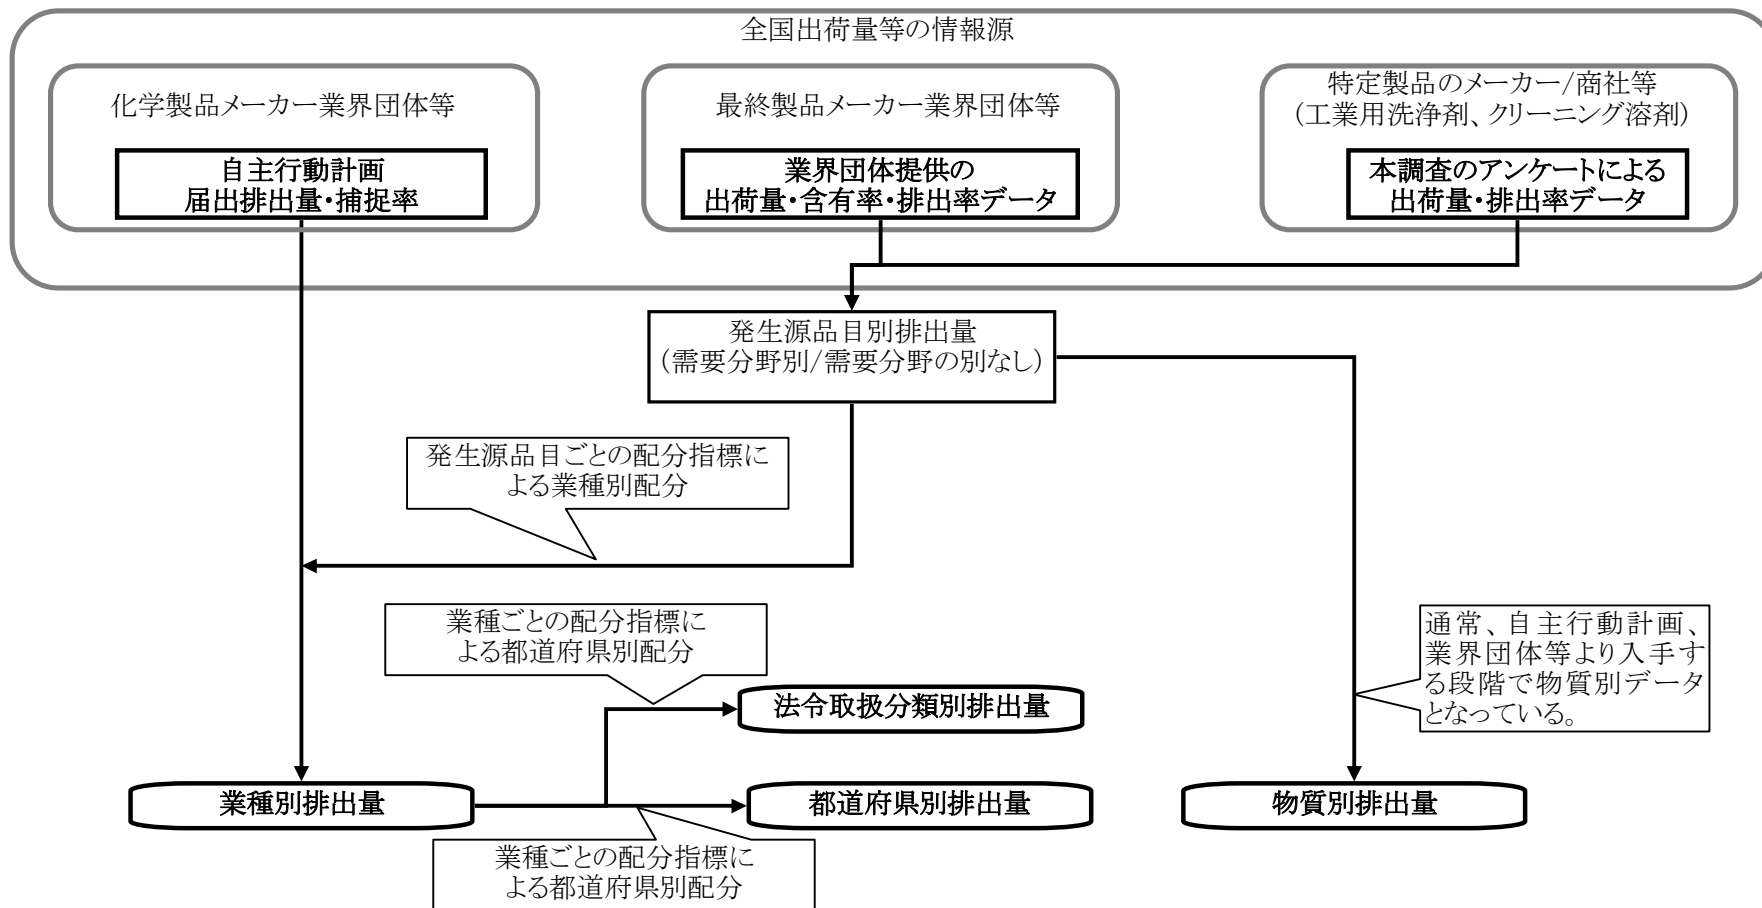 全国出荷量等の情報源
化学製品メーカー業界団体等
自主行動計画
届出排出量・捕捉率
最終製品メーカー業界団体等
業界団体提供の
出荷量・含有率・排出率データ
特定製品のメーカー/商社等
(工業用洗浄剤、クリーニング溶剤)
本調査のアンケートによる
出荷量・排出率データ
発生源品目別排出量
(需要分野別/需要分野の別なし)
発生源品目ごとの配分指標に
よる業種別配分
業種ごとの配分指標に
よる都道府県別配分
通常、自主行動計画、
業界団体等より入手す
る段階で物質別データ
となっている。
法令取扱分類別排出量
業種別排出量
都道府県別排出量
物質別排出量
業種ごとの配分指標に
よる都道府県別配分